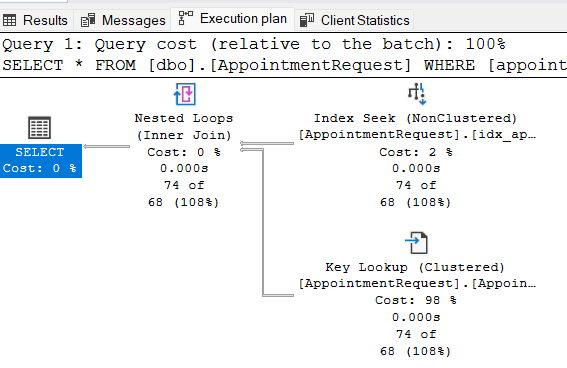 Results Messages Execution plan Client Statistics
Query 1: Query cost (relative to the batch): 100%
SELECT * FROM [dbo].[AppointmentRequest] WHERE [appoint
Nested Loops
(Inner Join)
Cost: 0 %
0.000s
74 of
68 (108%)
Index Seek (NonClustered)
[AppointmentRequest].[idx_ap…
Cost: 2 %
0.000s
74 of
68 (108%)
SELECT
Cost: 0 %
Key Lookup (Clustered)
[AppointmentRequest].[Appoin…
Cost: 98 %
0.000s
74 of
68 (108%)